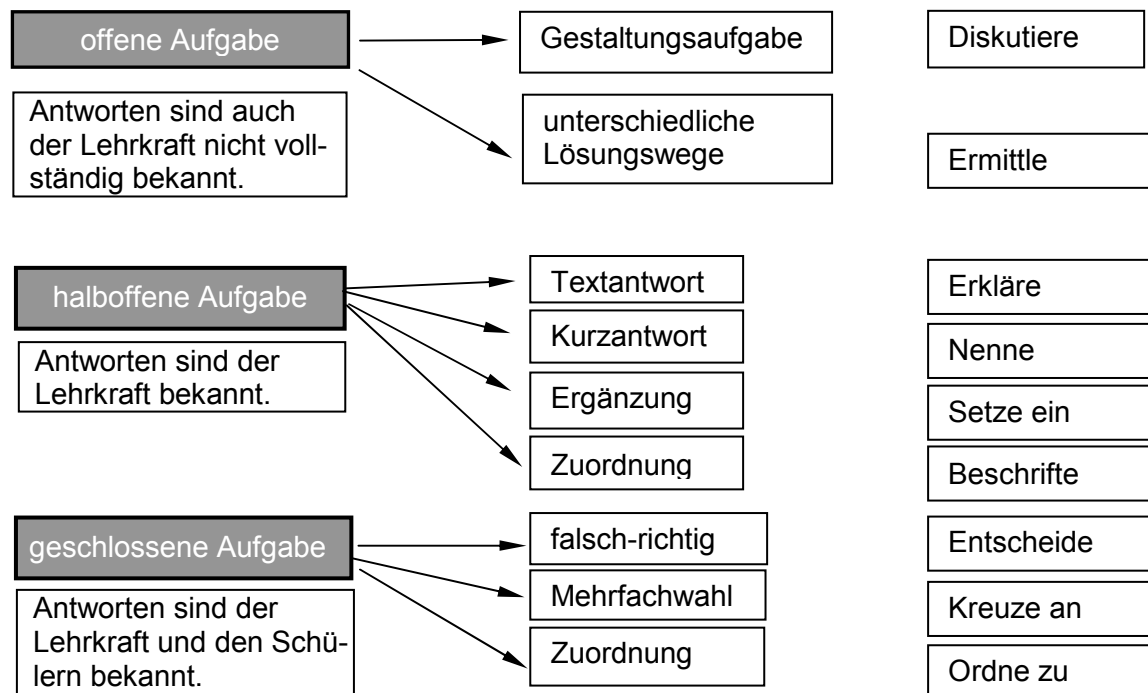 offene Aufgabe
Gestaltungsaufgabe
Diskutiere
Antworten sind auch
der Lehrkraft nicht voll-
ständig bekannt.
unterschiedliche
Lösungswege
Ermittle
halboffene Aufgabe
Textantwort
Erkläre
Antworten sind der
Lehrkraft bekannt.
Kurzantwort
Nenne
Ergänzung
Setze ein
Zuordnung
Beschrifte
geschlossene Aufgabe
falsch-richtig
Entscheide
Antworten sind der
Lehrkraft und den Schü-
lern bekannt.
Mehrfachwahl
Kreuze an
Zuordnung
Ordne zu